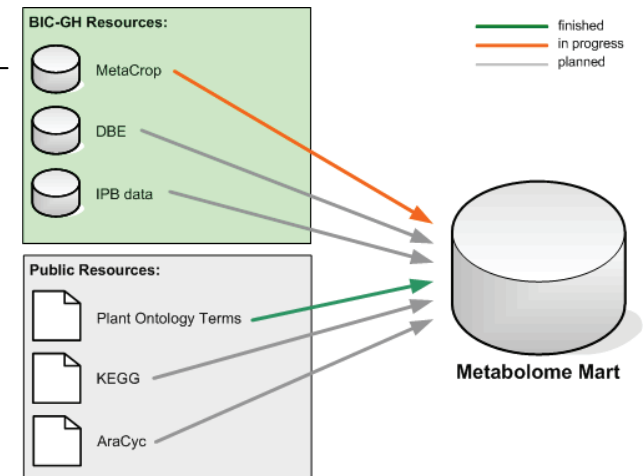 BIC-GH Resources:
MetaCrop
DBE
IPB data
finished
in progress
planned
Public Resources:
Plant Ontology Terms
KEGG
AraCyc
Metabolome Mart